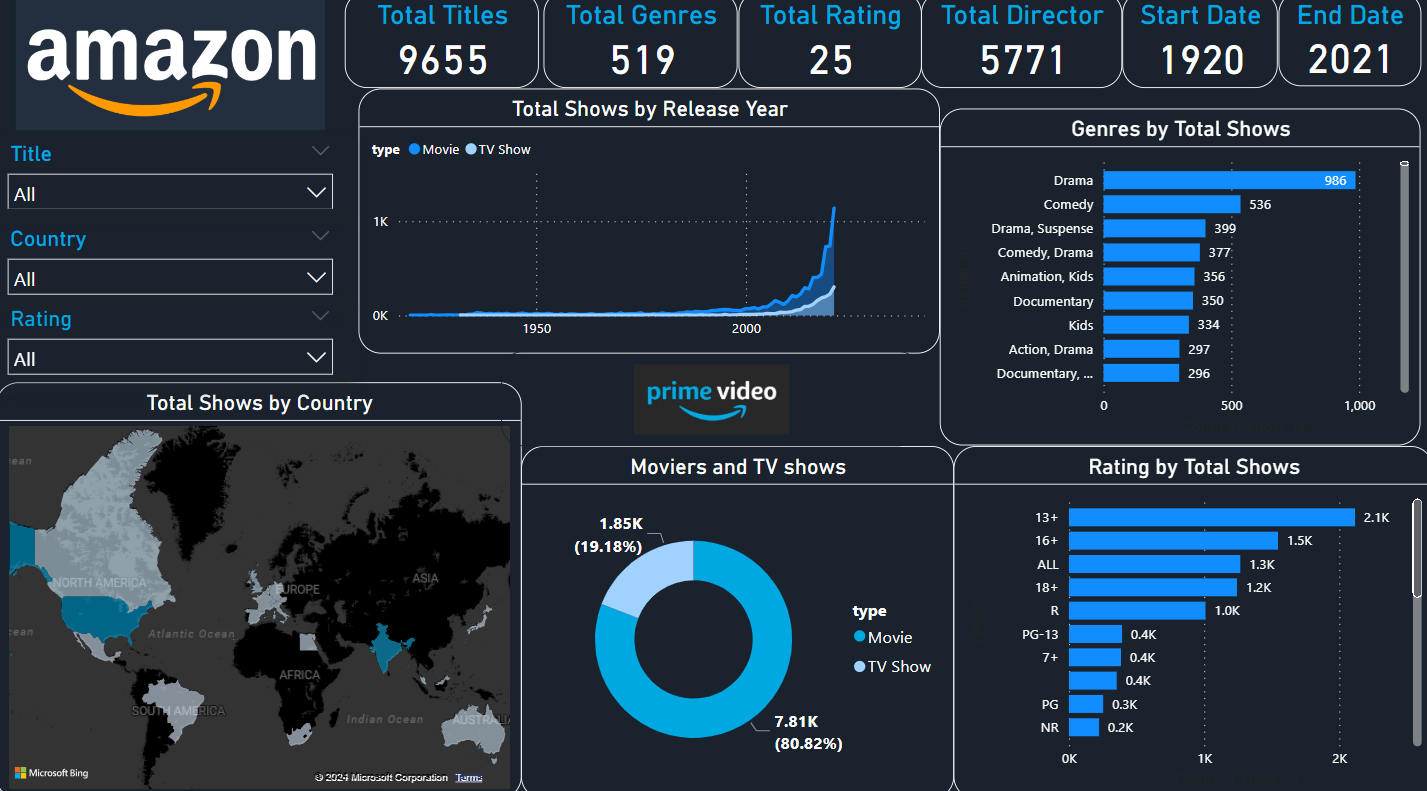 amazon
Total Titles
9655
Total Genres
519
Total Rating
25
Total Director
5771
Start Date
1920
End Date
2021
Title
All
Country
All
Rating
All
Total Shows by Release Year
type Movie TV Show
1K
0K
1950 2000
Genres by Total Shows
Drama 986
Comedy 536
Drama, Suspense 399
Comedy, Drama 377
Animation, Kids 356
Documentary 350
Kids 334
Action, Drama 297
Documentary, ... 296
0 500 1,000
prime video
Total Shows by Country
ean
NORTH AMERICA
EUROPE
ASIA
cean
Atlantic Ocean
AFRICA
SOUTH AMERICA
Indian Ocean
AUSTRALIA
Microsoft Bing
© 2024 Microsoft Corporation Terms
Moviers and TV shows
1.85K
(19.18%)
type
Movie
TV Show
7.81K
(80.82%)
Rating by Total Shows
13+ 2.1K
16+ 1.5K
ALL 1.3K
18+ 1.2K
R 1.0K
PG-13 0.4K
7+ 0.4K
0.4K
PG 0.3K
NR 0.2K
0K 1K 2K